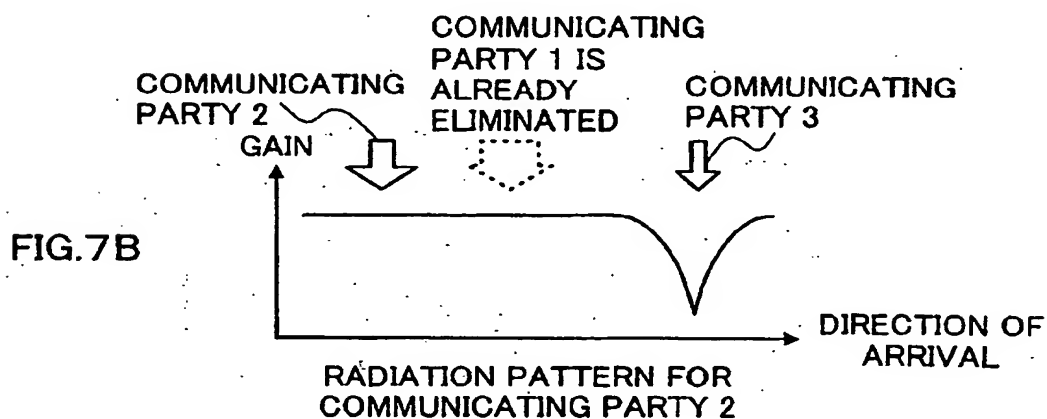 COMMUNICATING
PARTY 1 IS
ALREADY
ELIMINATED
COMMUNICATING
PARTY 2
COMMUNICATING
PARTY 3
GAIN
FIG.7B
DIRECTION OF
ARRIVAL
RADIATION PATTERN FOR
COMMUNICATING PARTY 2